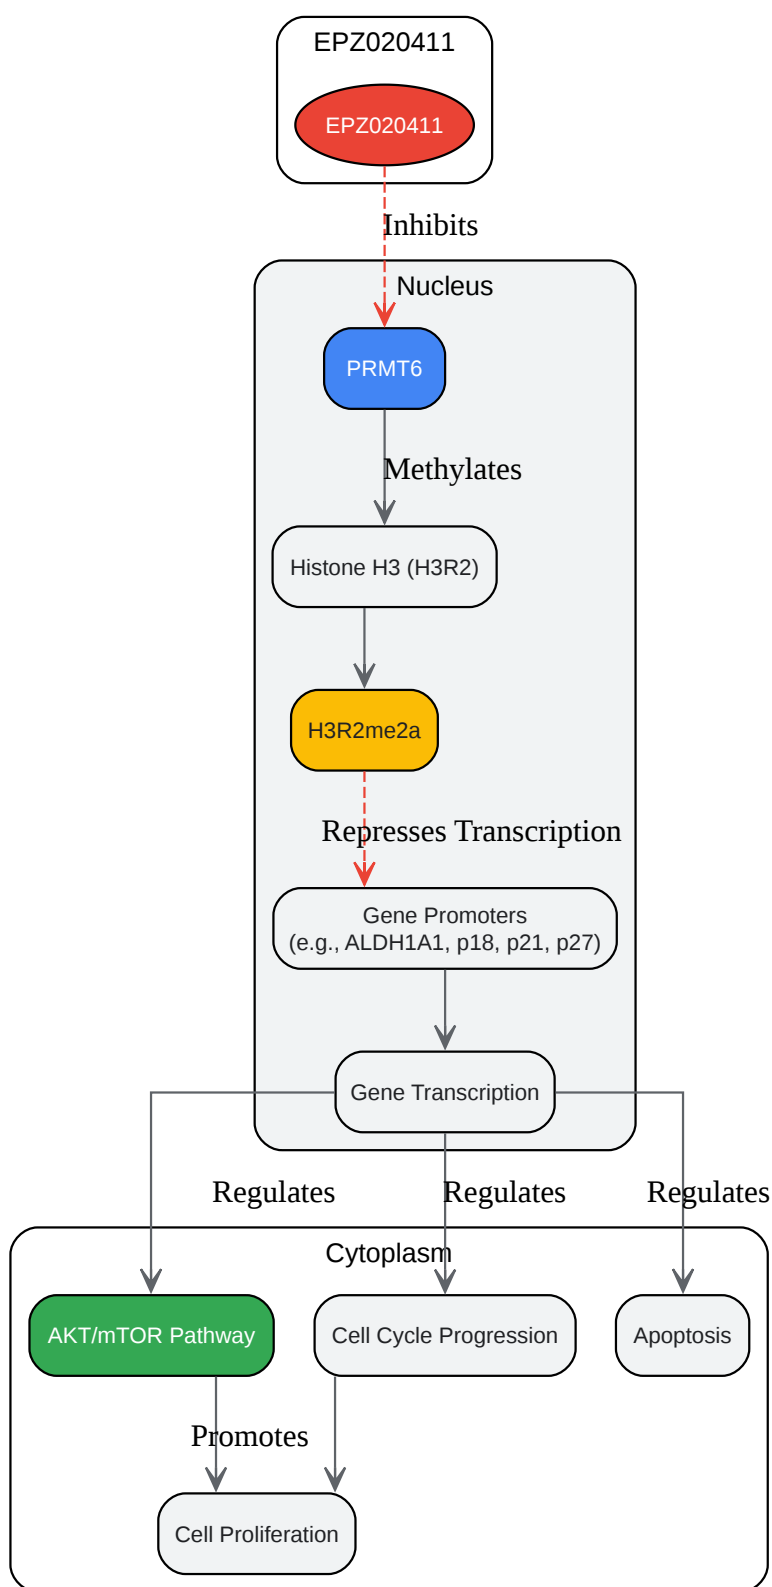 EPZ020411
EPZ020411
Inhibits
Nucleus
PRMT6
Methylates
Histone H3 (H3R2)
H3R2me2a
Represses Transcription
Gene Promoters
(e.g., ALDH1A1, p18, p21, p27)
Gene Transcription
Regulates
Regulates
Regulates
Cytoplasm
AKT/mTOR Pathway
Cell Cycle Progression
Apoptosis
Promotes
Cell Proliferation